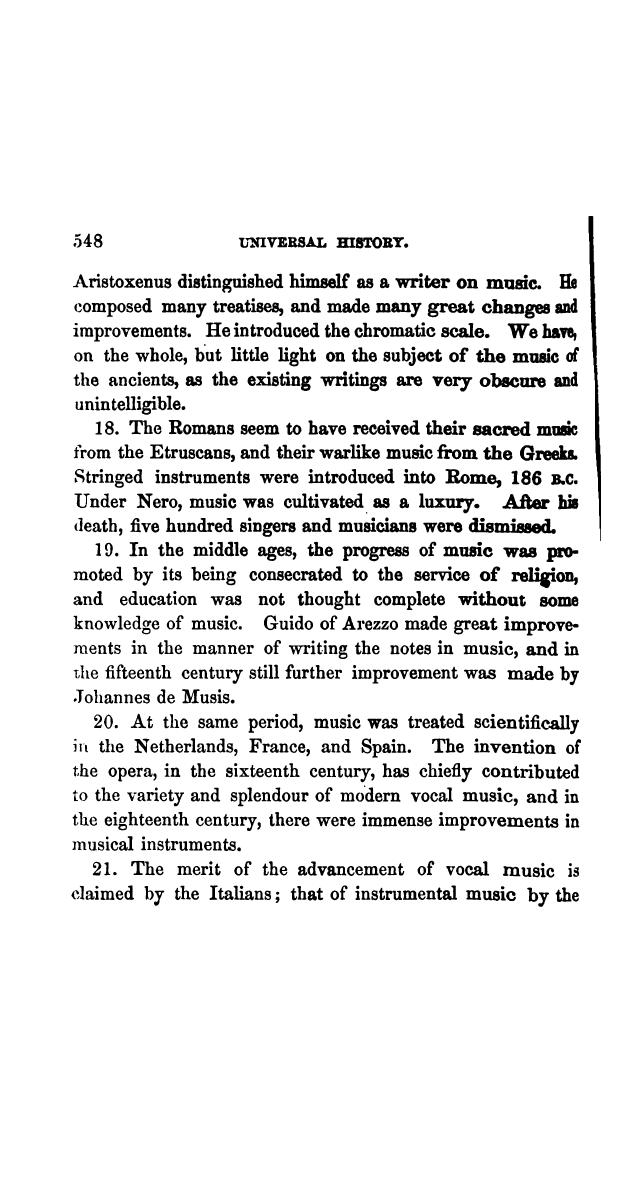 548 UNIVERSAL HISTORY.
Aristoxenus distinguished himself as a writer on music. He
composed many treatises, and made many great changes and
improvements. He introduced the chromatic scale. We have,
on the whole, but little light on the subject of the music of
the ancients, as the existing writings are very obscure and
unintelligible.
18. The Romans seem to have received their sacred music
from the Etruscans, and their warlike music from the Greeks.
Stringed instruments were introduced into Rome, 186 B.C.
Under Nero, music was cultivated as a luxury. After his
death, five hundred singers and musicians were dismissed.
19. In the middle ages, the progress of music was pro-
moted by its being consecrated to the service of religion,
and education was not thought complete without some
knowledge of music. Guido of Arezzo made great improve-
ments in the manner of writing the notes in music, and in
the fifteenth century still further improvement was made by
Johannes de Musis.
20. At the same period, music was treated scientifically
in the Netherlands, France, and Spain. The invention of
the opera, in the sixteenth century, has chiefly contributed
to the variety and splendour of modern vocal music, and in
the eighteenth century, there were immense improvements in
musical instruments.
21. The merit of the advancement of vocal music is
claimed by the Italians; that of instrumental music by the